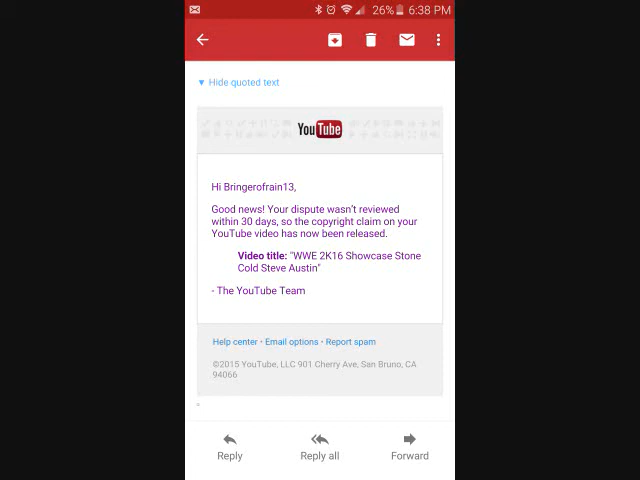 26% 6:38 PM
▼ Hide quoted text
YouTube
Hi Bringerofrain13,
Good news! Your dispute wasn't reviewed
within 30 days, so the copyright claim on your
YouTube video has now been released.
Video title: "WWE 2K16 Showcase Stone
Cold Steve Austin"
- The YouTube Team
Help center • Email options • Report spam
©2015 YouTube, LLC 901 Cherry Ave, San Bruno, CA
94066
Reply Reply all Forward